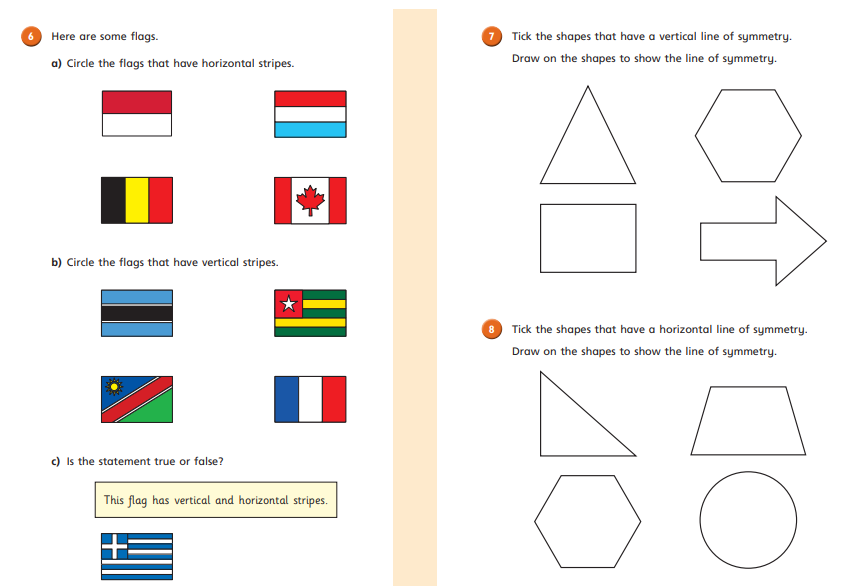 6 Here are some flags.
a) Circle the flags that have horizontal stripes.
b) Circle the flags that have vertical stripes.
c) Is the statement true or false?
This flag has vertical and horizontal stripes.
7 Tick the shapes that have a vertical line of symmetry.
Draw on the shapes to show the line of symmetry.
8 Tick the shapes that have a horizontal line of symmetry.
Draw on the shapes to show the line of symmetry.